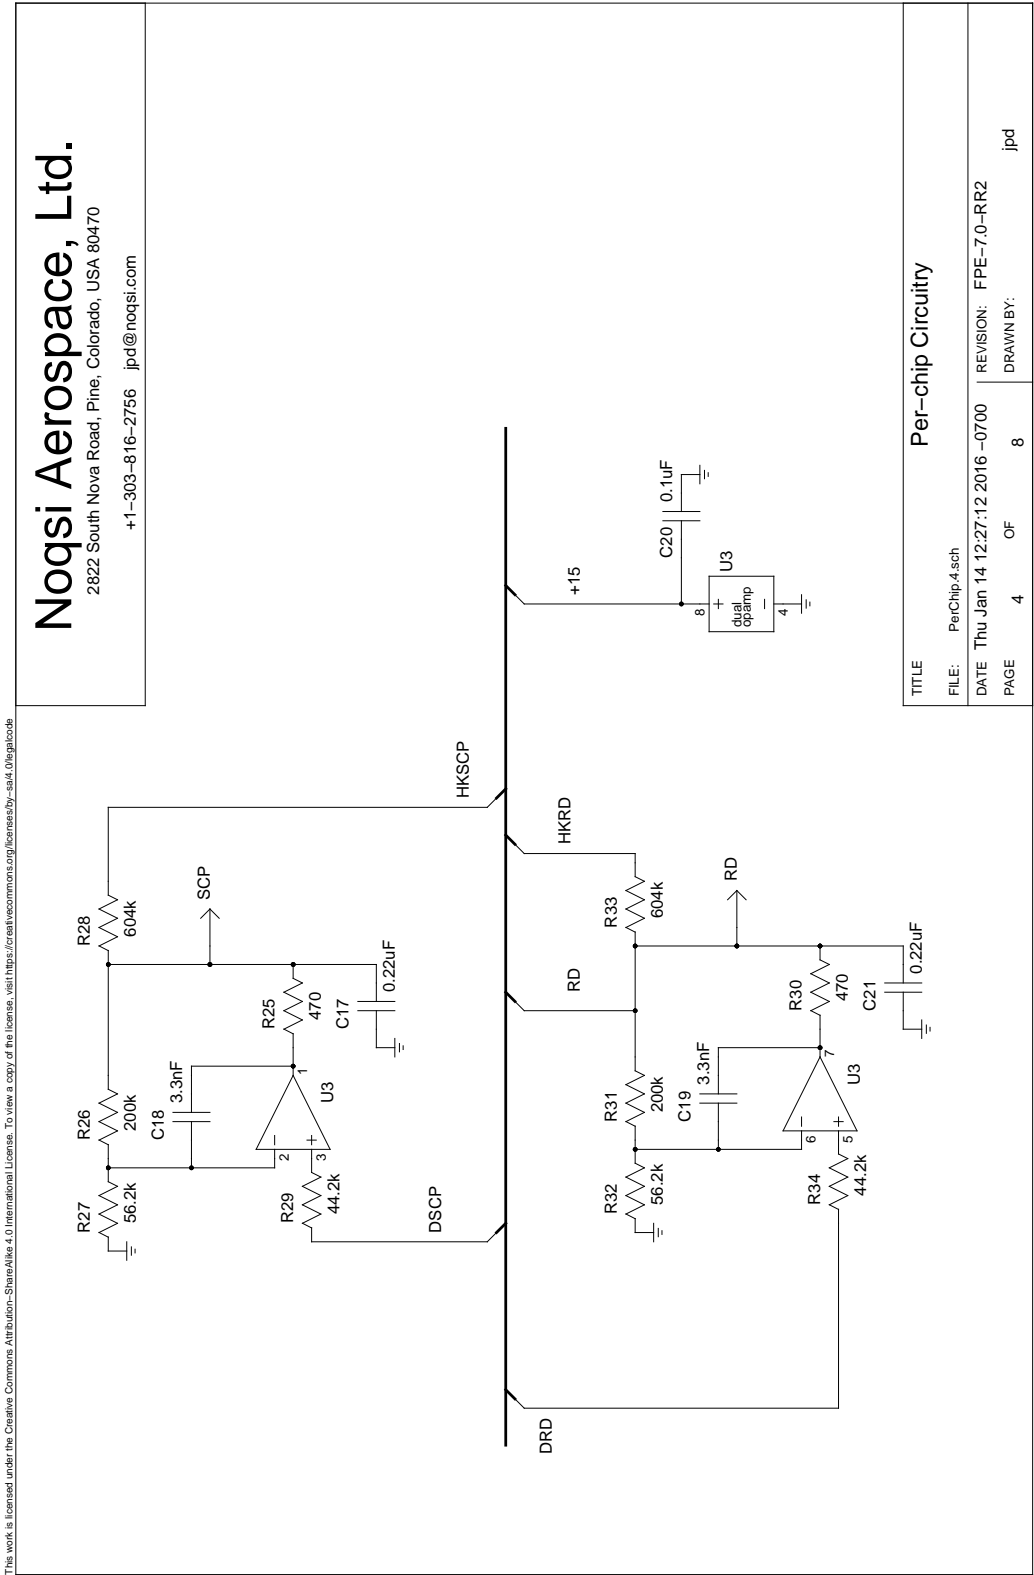 This work is licensed under the Creative Commons Attribution−ShareAlike 4.0 International License. To view a copy of the license, visit https://creativecommons.org/licenses/by−sa/4.0/legalcode
Noqsi Aerospace, Ltd.
2822 South Nova Road, Pine, Colorado, USA 80470
+1−303−816−2756 jpd@noqsi.com
R27
56.2k
R26
200k
R28
604k
C18
3.3nF
SCP
2
3
1
U3
R25
470
R29
44.2k
C17
0.22uF
DSCP
HKSCP
DRD
RD
HKRD
+15
R32
56.2k
R31
200k
R33
604k
C19
3.3nF
RD
6
5
7
U3
R30
470
R34
44.2k
C21
0.22uF
C20
0.1uF
U3
8
+
dual
opamp
−
4
TITLE
Per−chip Circuitry
FILE: PerChip.4.sch
DATE Thu Jan 14 12:27:12 2016 −0700
REVISION: FPE−7.0−RR2
PAGE 4 OF 8
DRAWN BY: jpd